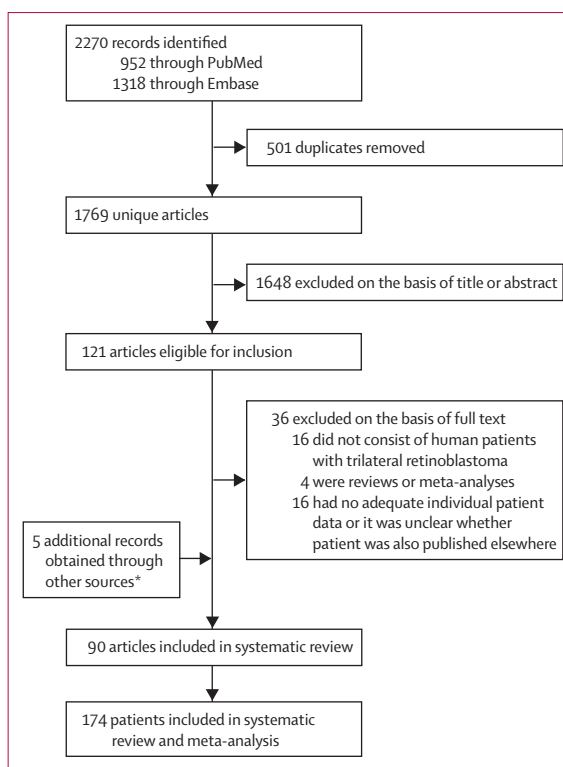 2270 records identified
952 through PubMed
1318 through Embase
501 duplicates removed
1769 unique articles
1648 excluded on the basis of title or abstract
121 articles eligible for inclusion
36 excluded on the basis of full text
16 did not consist of human patients
with trilateral retinoblastoma
4 were reviews or meta-analyses
16 had no adequate individual patient
data or it was unclear whether
patient was also published elsewhere
5 additional records
obtained through
other sources*
90 articles included in systematic review
174 patients included in systematic
review and meta-analysis